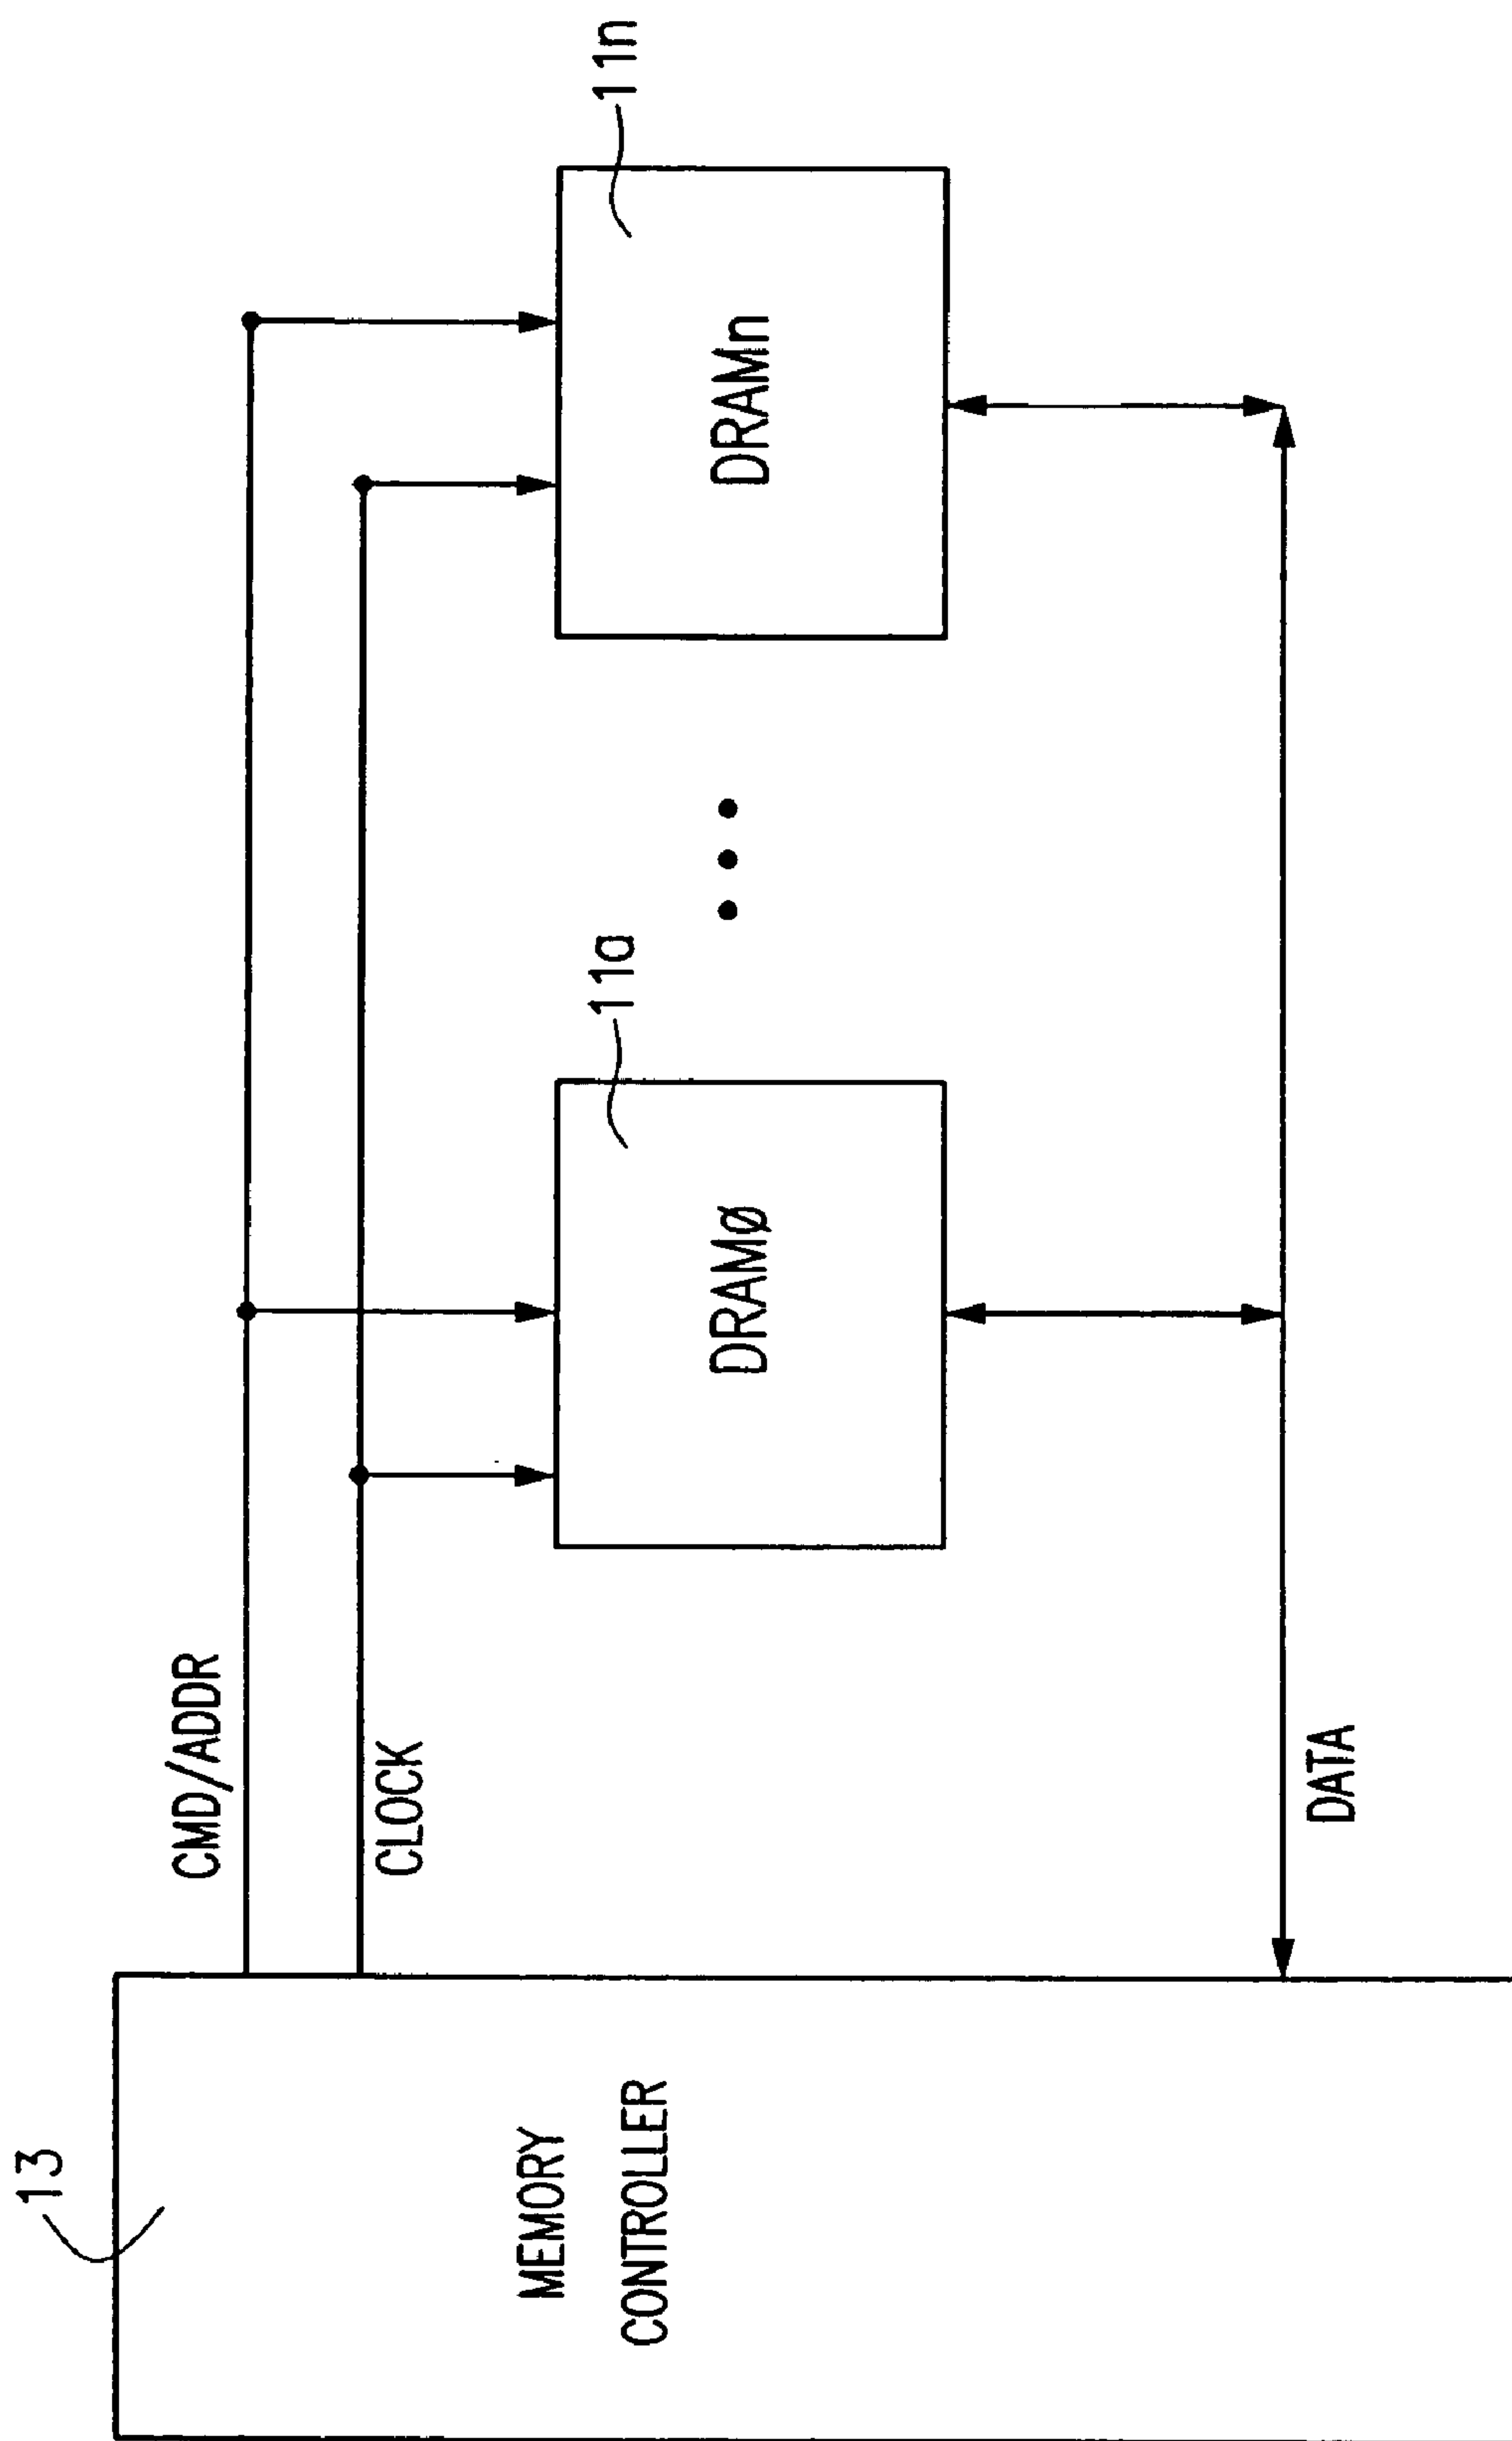 13
MEMORY
CONTROLLER
CMD/ADDR
CLOCK
DATA
11a
DRAMØ
11n
DRAMn